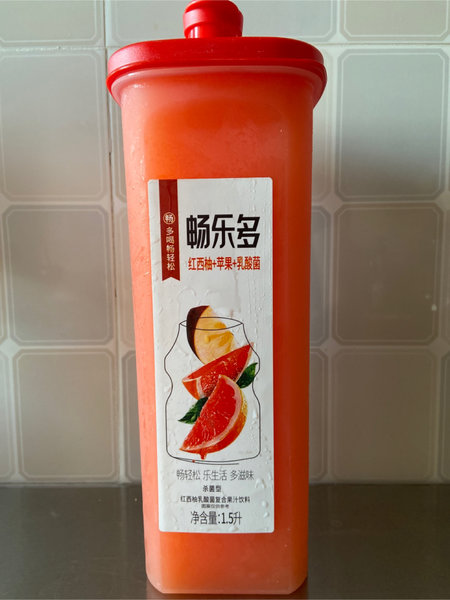 畅
多喝畅轻松
畅乐多
红西柚+苹果+乳酸菌
畅轻松 乐生活 多滋味
杀菌型
红西柚乳酸菌复合果汁饮料
图案仅供参考
净含量:1.5升